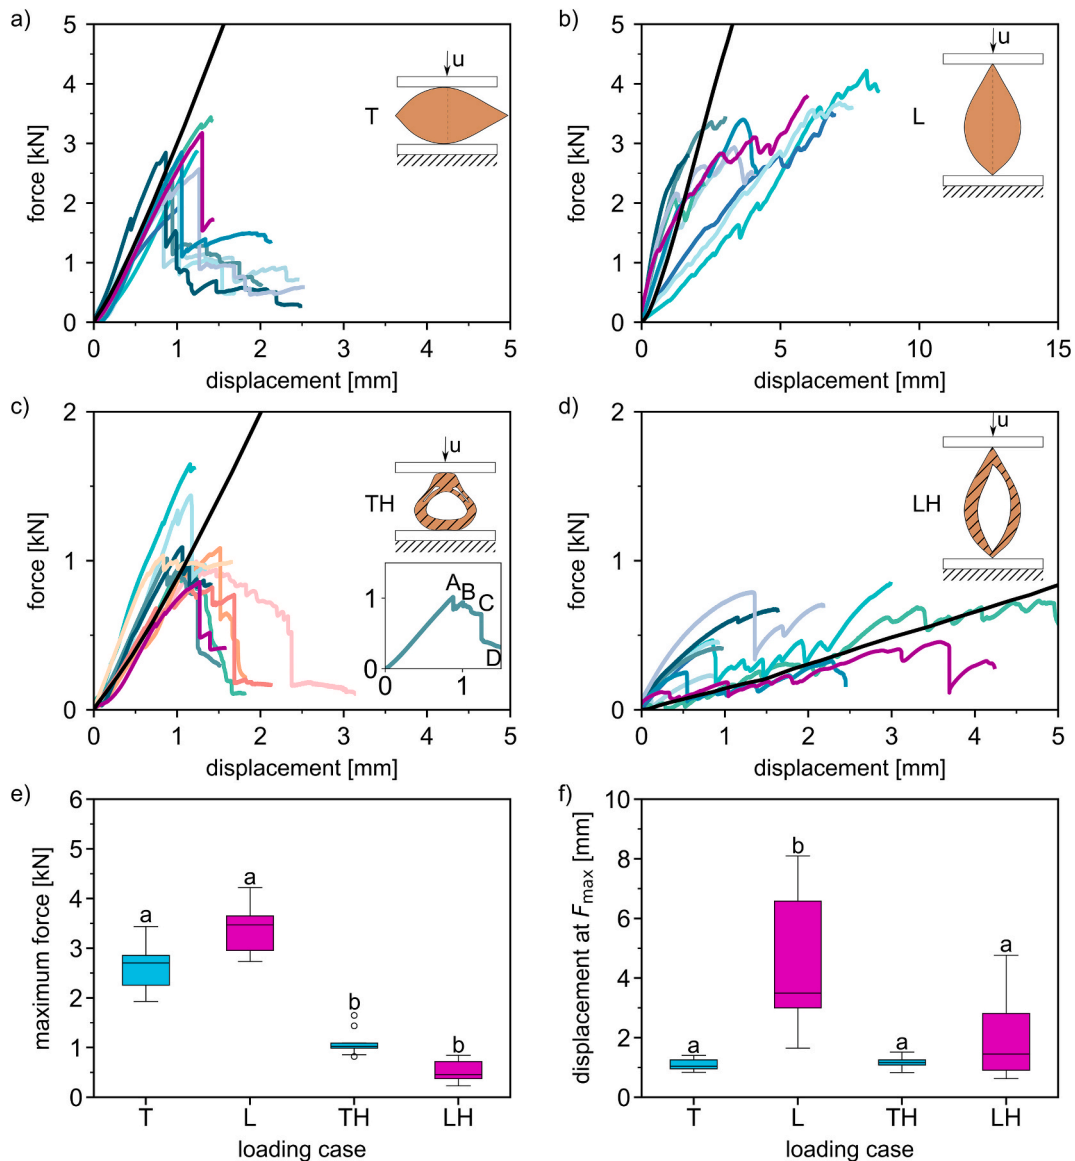 a)
force [kN]
5
4
3
2
1
0
u
T
0 1 2 3 4 5
displacement [mm]
b)
force [kN]
5
4
3
2
1
0
u
L
0 5 10 15
displacement [mm]
c)
force [kN]
2
1
0
u
TH
A B C
D
1
0
0 1
0 1 2 3 4 5
displacement [mm]
d)
force [kN]
2
1
0
u
LH
0 1 2 3 4 5
displacement [mm]
e)
maximum force [kN]
6
5
4
3
2
1
0
a
a
b
b
T L TH LH
loading case
f)
displacement at Fmax [mm]
10
8
6
4
2
0
a
b
a
a
T L TH LH
loading case